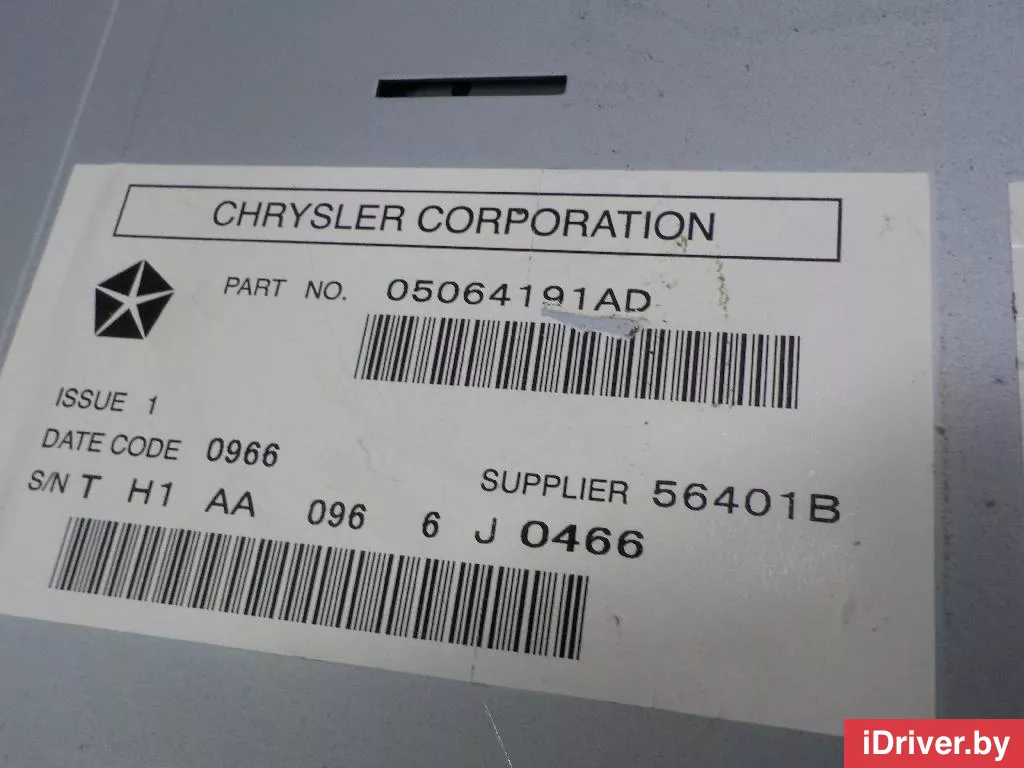 CHRYSLER CORPORATION
PART NO. 05064191AD
ISSUE 1
DATE CODE 0966
SUPPLIER 56401B
S/N T H1 AA 096 6 J 0466
iDriver.by